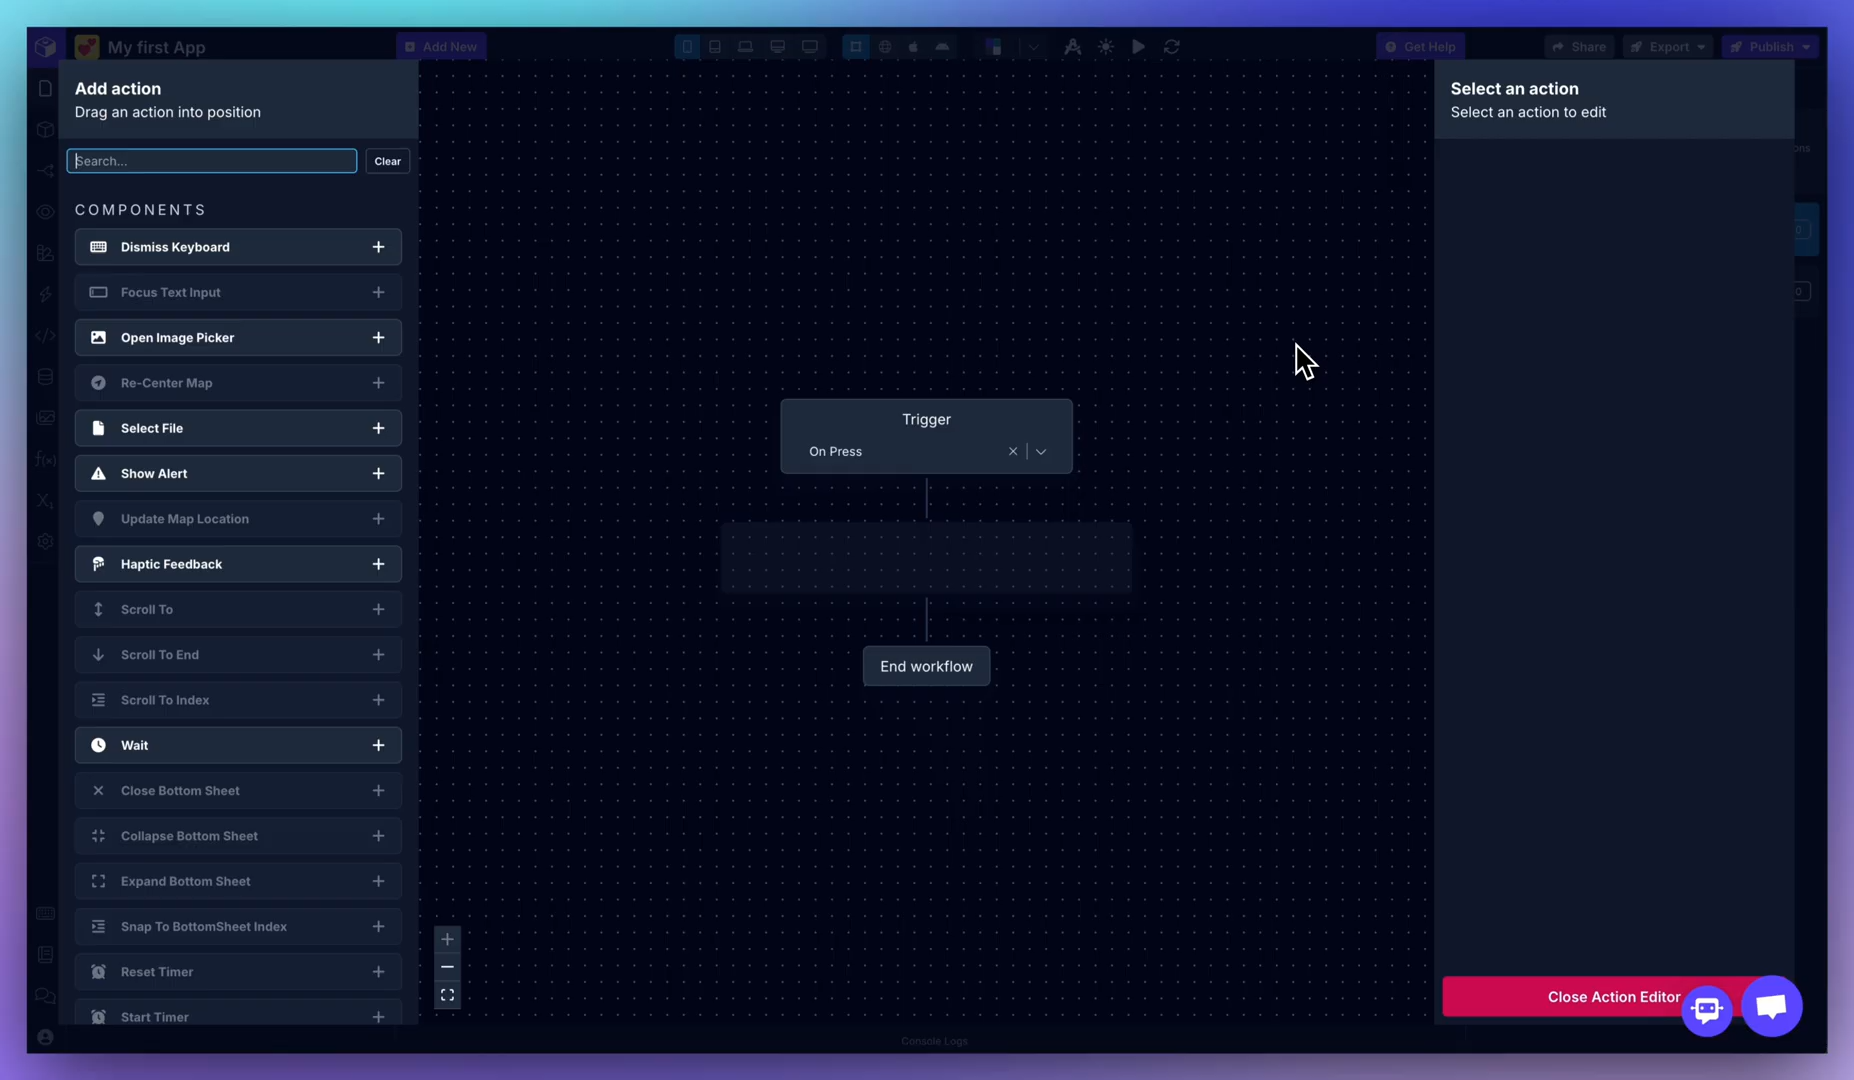 My first App
Add New
Get Help
Share
Export
Publish
Add action
Drag an action into position
Search...
Clear
COMPONENTS
Dismiss Keyboard
Focus Text Input
Open Image Picker
Re-Center Map
Select File
Show Alert
Update Map Location
Haptic Feedback
Scroll To
Scroll To End
Scroll To Index
Wait
Close Bottom Sheet
Collapse Bottom Sheet
Expand Bottom Sheet
Snap To BottomSheet Index
Reset Timer
Start Timer
Trigger
On Press
End workflow
Console Logs
Select an action
Select an action to edit
ons
0
0
Close Action Editor